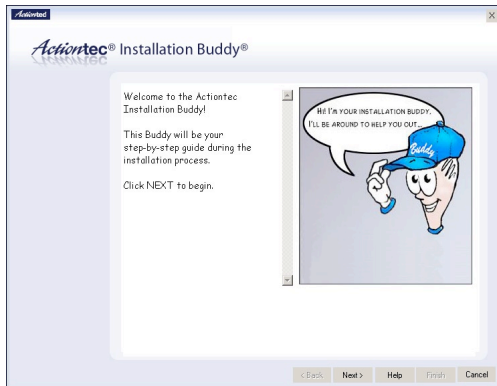 Actiontec
Actiontec® Installation Buddy®
Welcome to the Actiontec
Installation Buddy!
This Buddy will be your
step-by-step guide during the
installation process.
Click NEXT to begin.
HI! I'M YOUR INSTALLATION BUDDY,
I'LL BE AROUND TO HELP YOU OUT...
Buddy
< Back Next > Help Finish Cancel